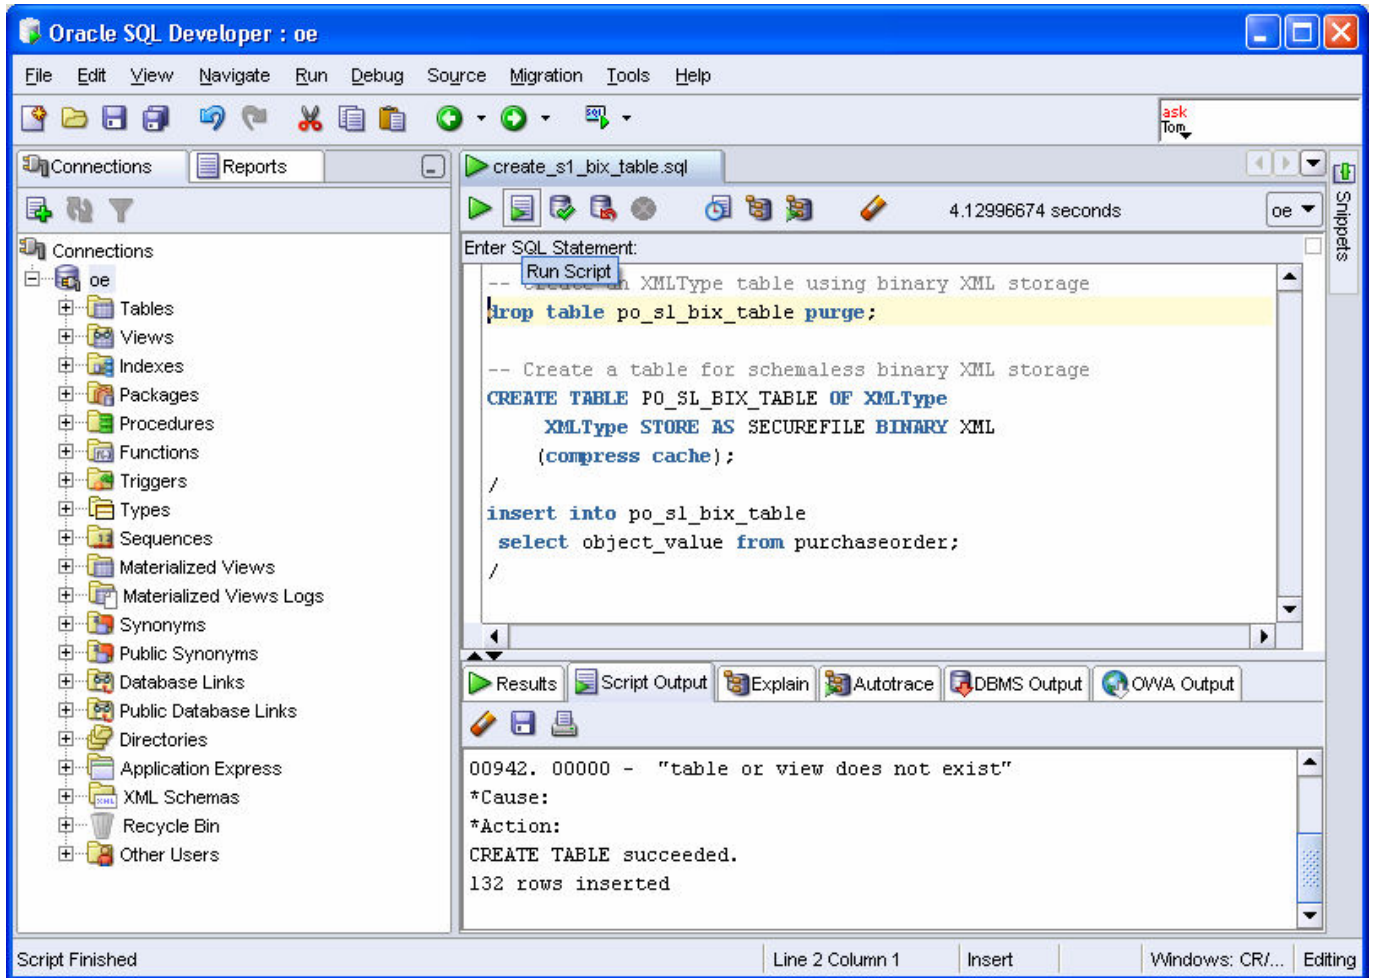 Oracle SQL Developer : oe
File Edit View Navigate Run Debug Source Migration Tools Help
ask
Tom
Connections Reports
create_s1_bix_table.sql
Snippets
4.12996674 seconds
oe
Enter SQL Statement:
Run Script
Connections
oe
Tables
Views
Indexes
Packages
Procedures
Functions
Triggers
Types
Sequences
Materialized Views
Materialized Views Logs
Synonyms
Public Synonyms
Database Links
Public Database Links
Directories
Application Express
XML Schemas
Recycle Bin
Other Users
-- Create an XMLType table using binary XML storage
drop table po_sl_bix_table purge;
-- Create a table for schemaless binary XML storage
CREATE TABLE PO_SL_BIX_TABLE OF XMLType
XMLType STORE AS SECUREFILE BINARY XML
(compress cache);
/
insert into po_sl_bix_table
select object_value from purchaseorder;
/
Results Script Output Explain Autotrace DBMS Output OWA Output
00942. 00000 - "table or view does not exist"
*Cause:
*Action:
CREATE TABLE succeeded.
132 rows inserted
Script Finished Line 2 Column 1 Insert Windows: CR/... Editing